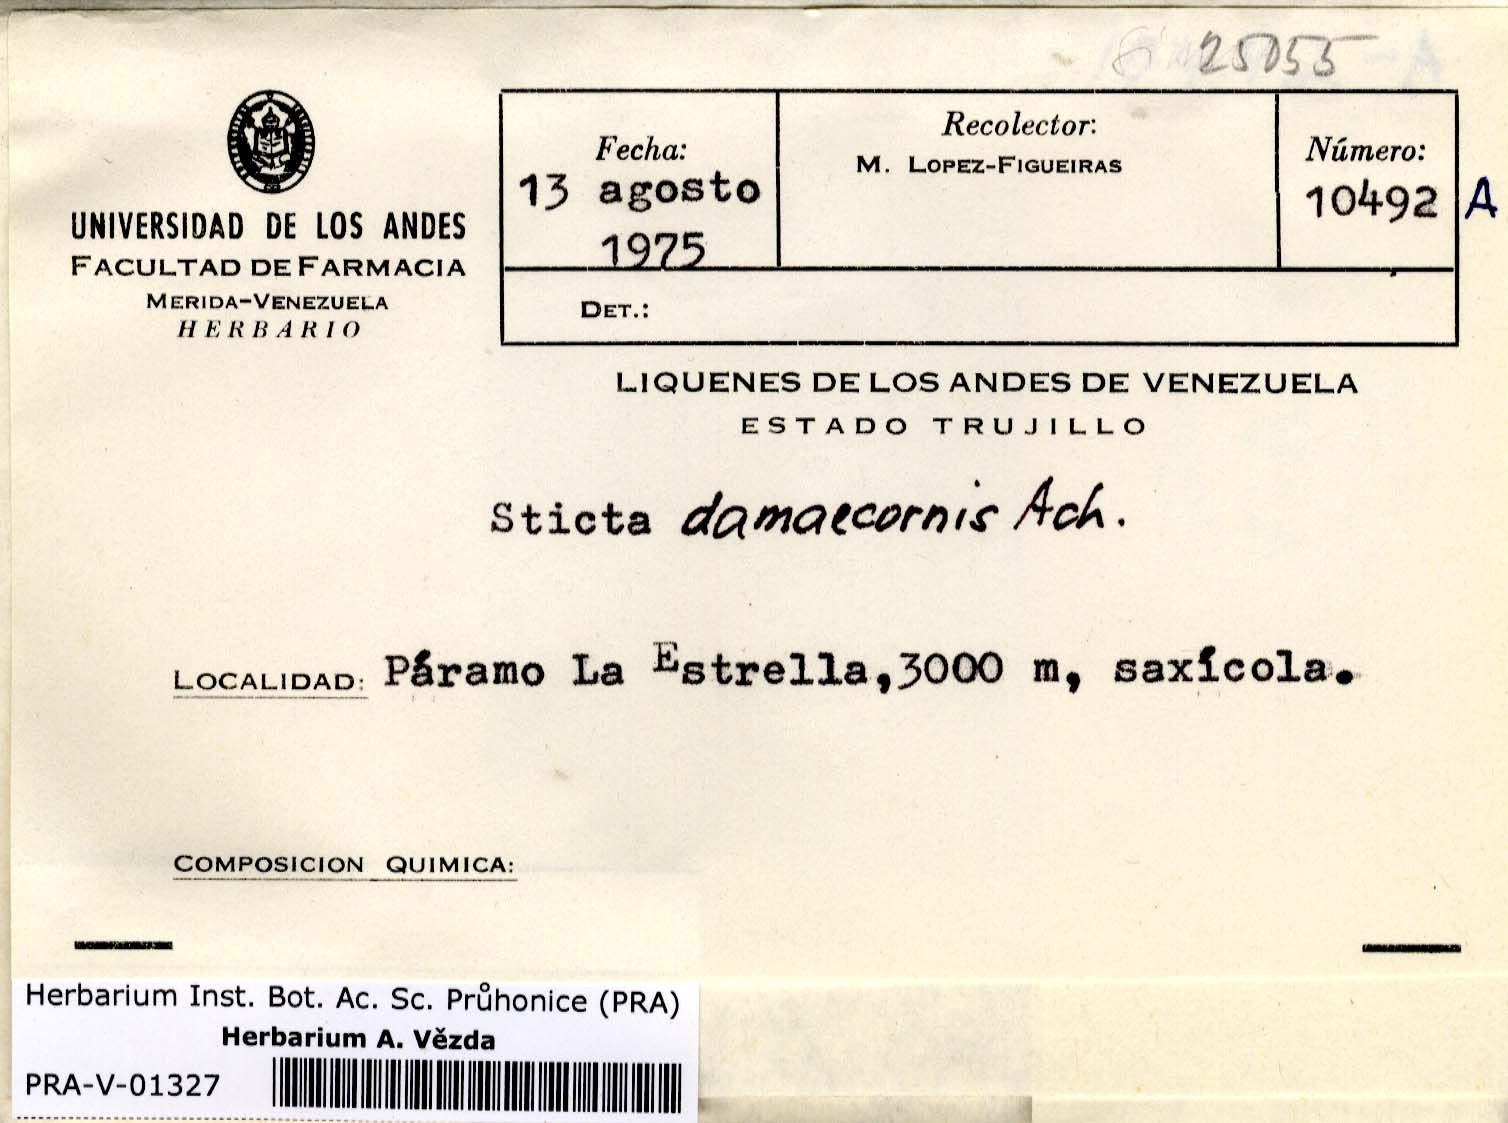 25055
UNIVERSIDAD DE LOS ANDES
FACULTAD DE FARMACIA
MERIDA-VENEZUELA
HERBARIO
Fecha:
13 agosto
1975
Recolector:
M. LOPEZ-FIGUEIRAS
Número:
10492 A
DET.:
LIQUENES DE LOS ANDES DE VENEZUELA
ESTADO TRUJILLO
Sticta damaecornis Ach.
LOCALIDAD: Páramo La Estrella,3000 m, saxícola.
COMPOSICION QUIMICA:
Herbarium Inst. Bot. Ac. Sc. Průhonice (PRA)
Herbarium A. Vězda
PRA-V-01327